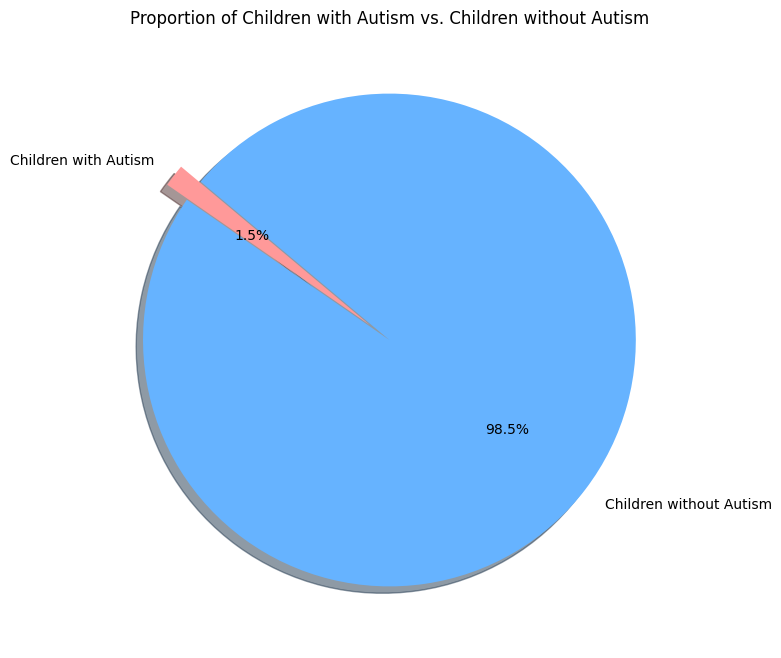 Proportion of Children with Autism vs. Children without Autism
Children with Autism
1.5%
98.5%
Children without Autism